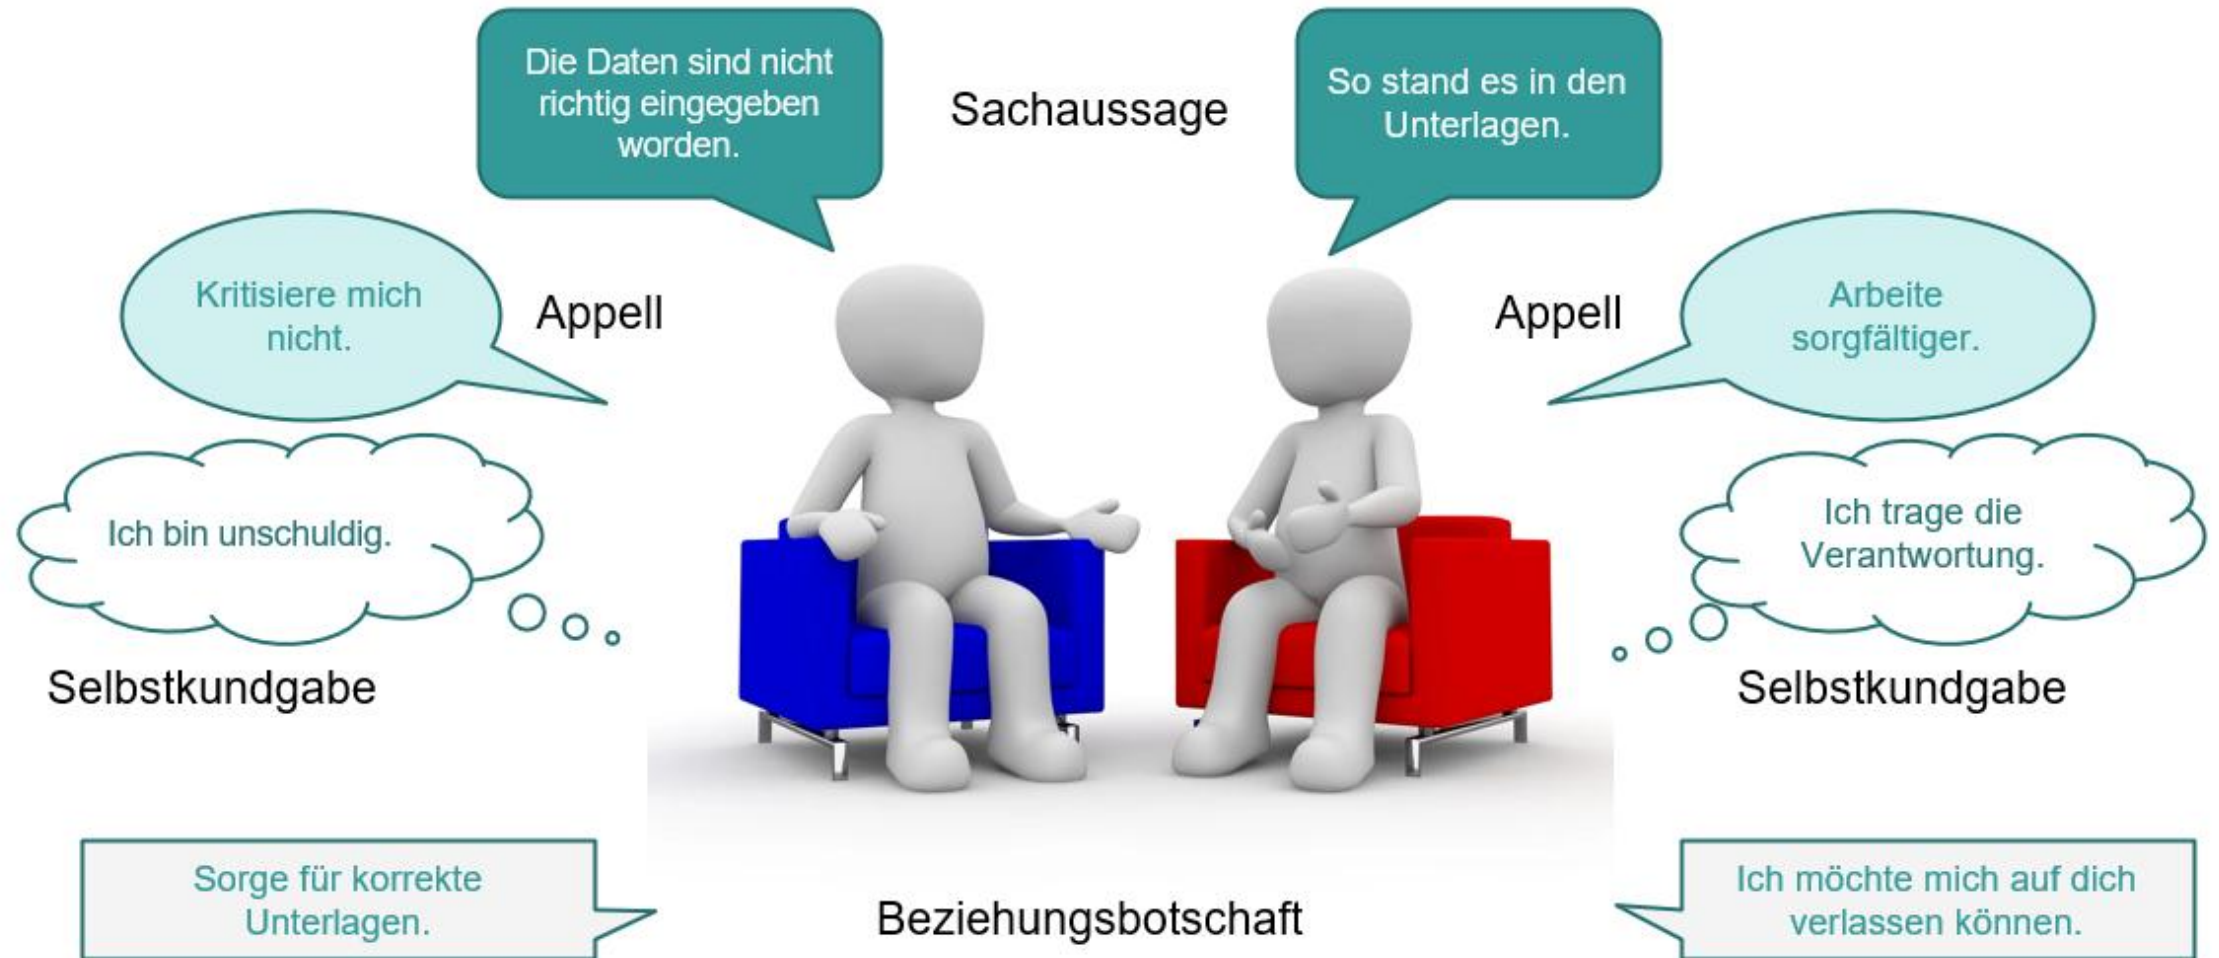 Die Daten sind nicht
richtig eingegeben
worden.
Sachaussage
So stand es in den
Unterlagen.
Kritisiere mich
nicht.
Appell
Appell
Arbeite
sorgfältiger.
Ich bin unschuldig.
Ich trage die
Verantwortung.
Selbstkundgabe
Selbstkundgabe
Sorge für korrekte
Unterlagen.
Beziehungsbotschaft
Ich möchte mich auf dich
verlassen können.